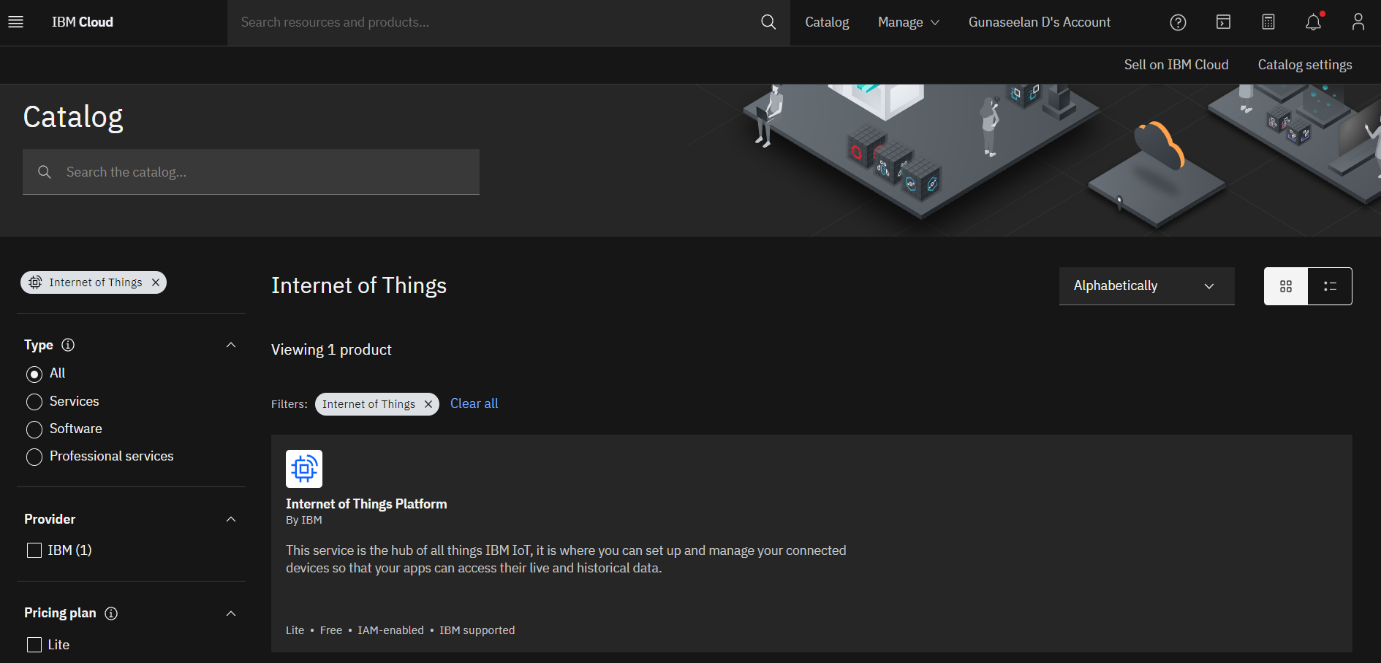 IBM Cloud
Search resources and products...
Catalog
Manage
Gunaseelan D's Account
Sell on IBM Cloud
Catalog settings
Catalog
Search the catalog...
Internet of Things
Internet of Things
Alphabetically
Type
All
Services
Software
Professional services
Provider
IBM (1)
Pricing plan
Lite
Viewing 1 product
Filters:
Internet of Things
Clear all
Internet of Things Platform
By IBM
This service is the hub of all things IBM IoT, it is where you can set up and manage your connected
devices so that your apps can access their live and historical data.
Lite • Free • IAM-enabled • IBM supported